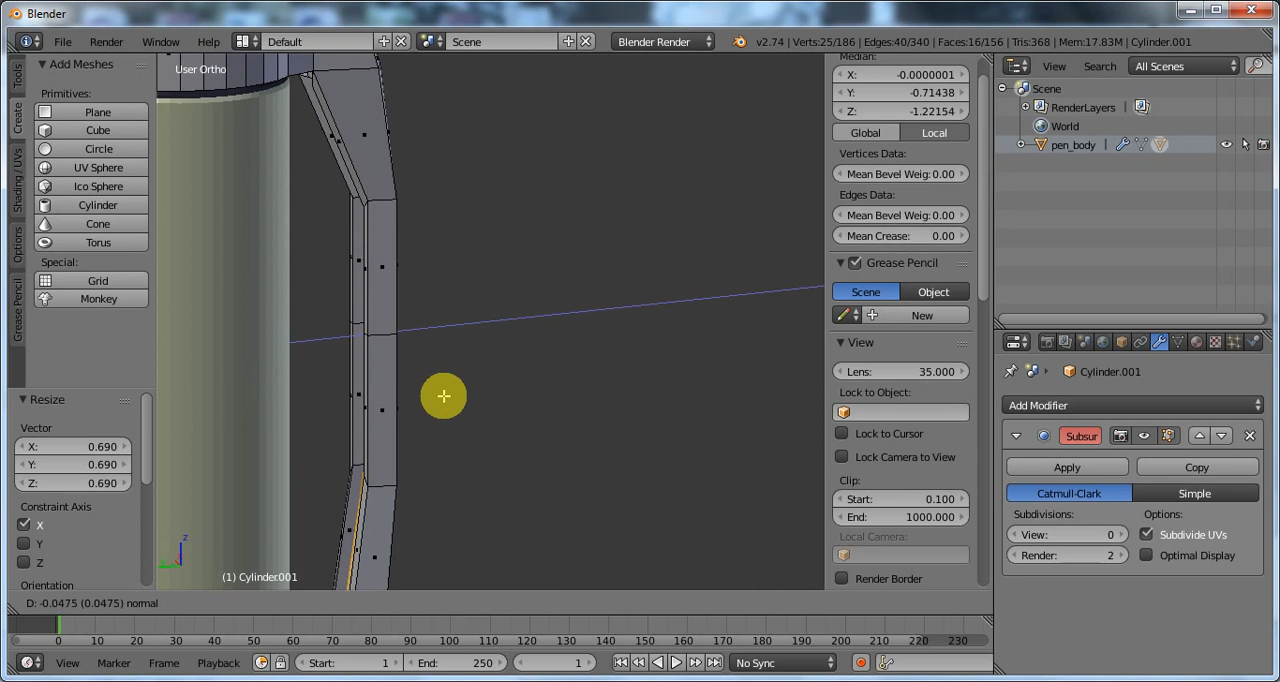 Blender
File Render Window Help Default Scene Blender Render v2.74 | Verts:25/186 | Edges:40/340 | Faces:16/156 | Tris:368 | Mem:17.83M | Cylinder.001
Add Meshes
Primitives:
Plane
Cube
Circle
UV Sphere
Ico Sphere
Cylinder
Cone
Torus
Special:
Grid
Monkey
Tools
Create
Shading / UVs
Options
Grease Pencil
Resize
Vector
X: 0.690
Y: 0.690
Z: 0.690
Constraint Axis
X
Y
Z
Orientation
User Ortho
z
(1) Cylinder.001
D: -0.0475 (0.0475) normal
Median:
X: -0.0000001
Y: -0.71438
Z: -1.22154
Global Local
Vertices Data:
Mean Bevel Weig: 0.00
Edges Data:
Mean Bevel Weig: 0.00
Mean Crease: 0.00
Grease Pencil
Scene Object
New
View
Lens: 35.000
Lock to Object:
Lock to Cursor
Lock Camera to View
Clip:
Start: 0.100
End: 1000.000
Local Camera:
Render Border
View Search All Scenes
Scene
RenderLayers
World
pen_body
Cylinder.001
Add Modifier
Subsur
Apply Copy
Catmull-Clark Simple
Subdivisions: Options:
View: 0 Subdivide UVs
Render: 2 Optimal Display
0 10 20 30 40 50 60 70 80 90 100 110 120 130 140 150 160 170 180 190 200 210 220 230
View Marker Frame Playback Start: 1 End: 250 1 No Sync